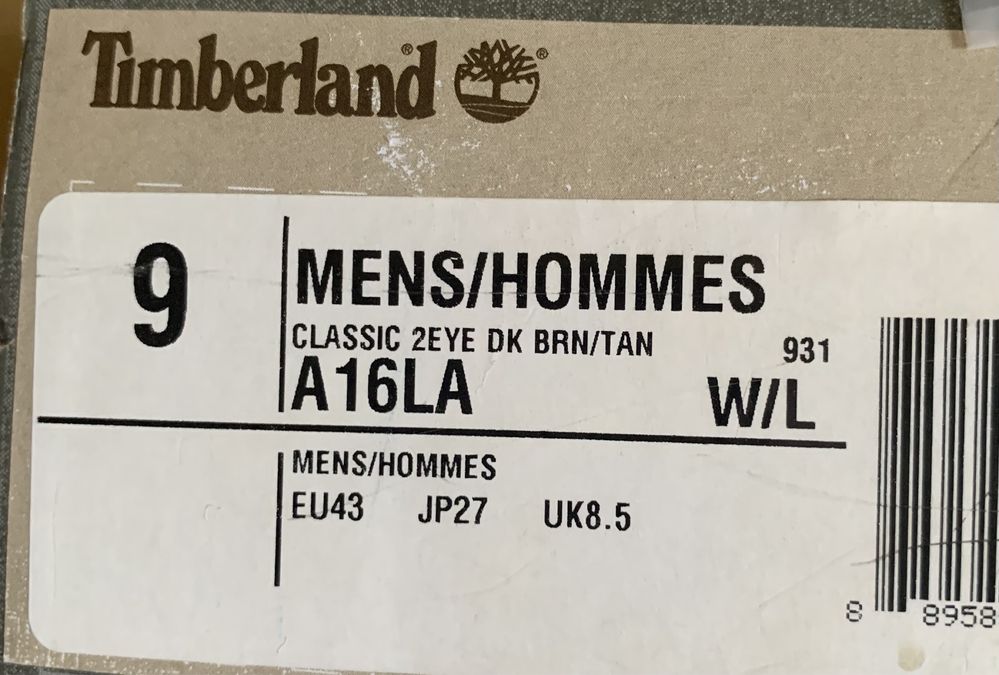 Timberland® ®
9
MENS/HOMMES
CLASSIC 2EYE DK BRN/TAN 931
A16LA W/L
MENS/HOMMES
EU43 JP27 UK8.5
8 8958